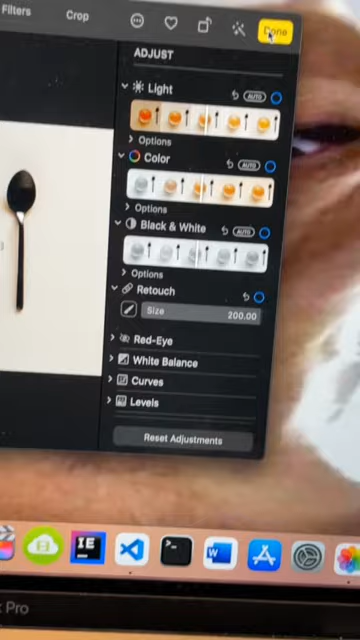 Filters Crop Done
ADJUST
Light AUTO
Options
Color AUTO
Options
Black & White AUTO
Options
Retouch
Size 200.00
Red-Eye
White Balance
Curves
Levels
Reset Adjustments
IE
W
Pro